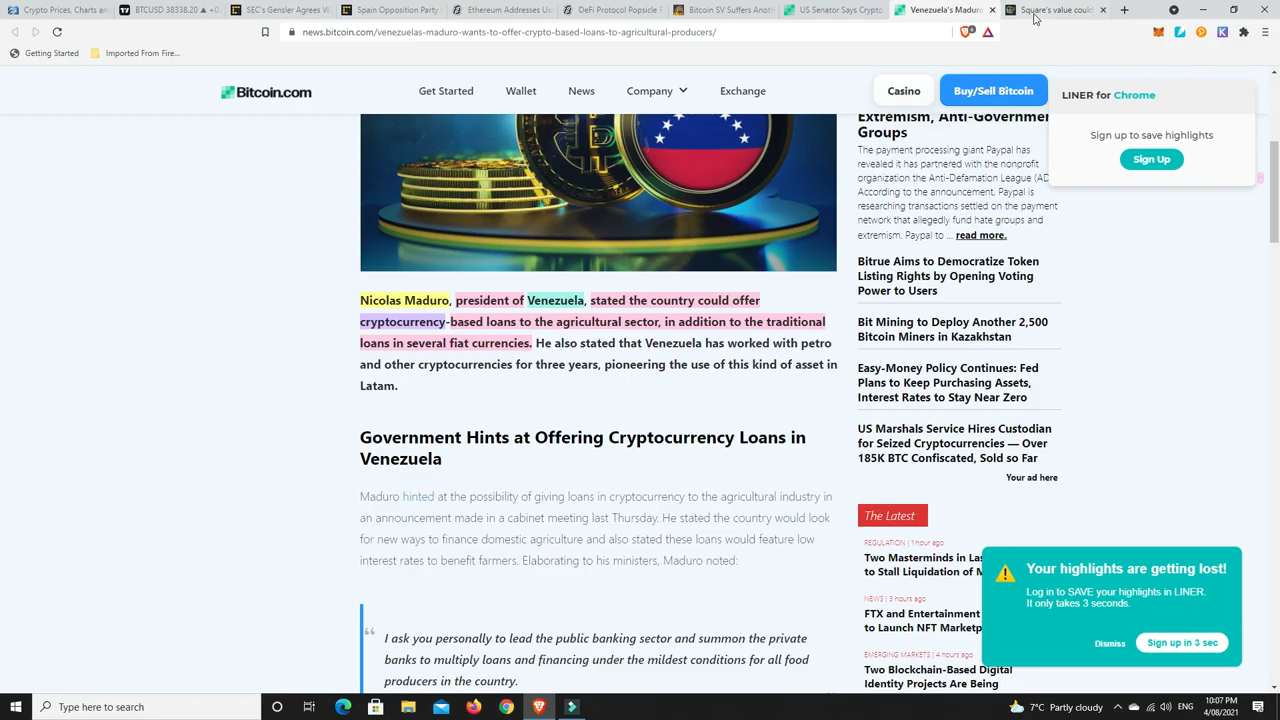 Crypto Prices, Charts and
BTCUSD 38338.20
SEC's Gensler Agrees W
Spain Opposition Party
Ethereum Addresses Us
DeFi Protocol Popsicle F
Bitcoin SV Suffers Anoth
US Senator Says Crypto
Venezuela's Maduro
Square's value could
news.bitcoin.com/venezuelas-maduro-wants-to-offer-crypto-based-loans-to-agricultural-producers/
Getting Started
Imported From Fire...
Bitcoin.com
Get Started
Wallet
News
Company
Exchange
Casino
Buy/Sell Bitcoin
LINER for Chrome
Sign up to save highlights
Sign Up
Nicolas Maduro, president of Venezuela, stated the country could offer
cryptocurrency-based loans to the agricultural sector, in addition to the traditional
loans in several fiat currencies. He also stated that Venezuela has worked with petro
and other cryptocurrencies for three years, pioneering the use of this kind of asset in
Latam.
Government Hints at Offering Cryptocurrency Loans in
Venezuela
Maduro hinted at the possibility of giving loans in cryptocurrency to the agricultural industry in
an announcement made in a cabinet meeting last Thursday. He stated the country would look
for new ways to finance domestic agriculture and also stated these loans would feature low
interest rates to benefit farmers. Elaborating to his ministers, Maduro noted:
I ask you personally to lead the public banking sector and summon the private
banks to multiply loans and financing under the mildest conditions for all food
producers in the country.
Extremism, Anti-Governmen
Groups
The payment processing giant Paypal has
revealed it has partnered with the nonprofit
organization the Anti-Defamation League (AD
According to the announcement, Paypal is
researching transactions settled on the payment
network that allegedly fund hate groups and
extremism. Paypal to ... read more.
Bitrue Aims to Democratize Token
Listing Rights by Opening Voting
Power to Users
Bit Mining to Deploy Another 2,500
Bitcoin Miners in Kazakhstan
Easy-Money Policy Continues: Fed
Plans to Keep Purchasing Assets,
Interest Rates to Stay Near Zero
US Marshals Service Hires Custodian
for Seized Cryptocurrencies — Over
185K BTC Confiscated, Sold so Far
Your ad here
The Latest
REGULATION | 1 hour ago
Two Masterminds in Las
to Stall Liquidation of M
NEWS | 3 hours ago
FTX and Entertainment
to Launch NFT Marketp
EMERGING MARKETS | 4 hours ago
Two Blockchain-Based Digital
Identity Projects Are Being
Your highlights are getting lost!
Log in to SAVE your highlights in LINER.
It only takes 3 seconds.
Dismiss
Sign up in 3 sec
Type here to search
7°C Partly cloudy
10:07 PM
4/08/2021